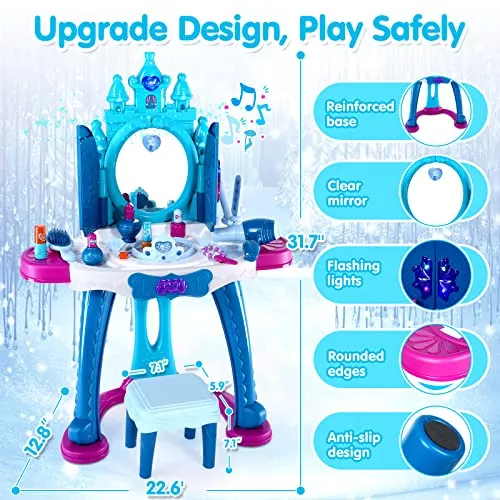 Upgrade Design, Play Safely
Reinforced
base
Clear
mirror
31.7"
Flashing
lights
Rounded
edges
7.1"
5.9"
7.1"
12.8"
22.6'
Anti-slip
design